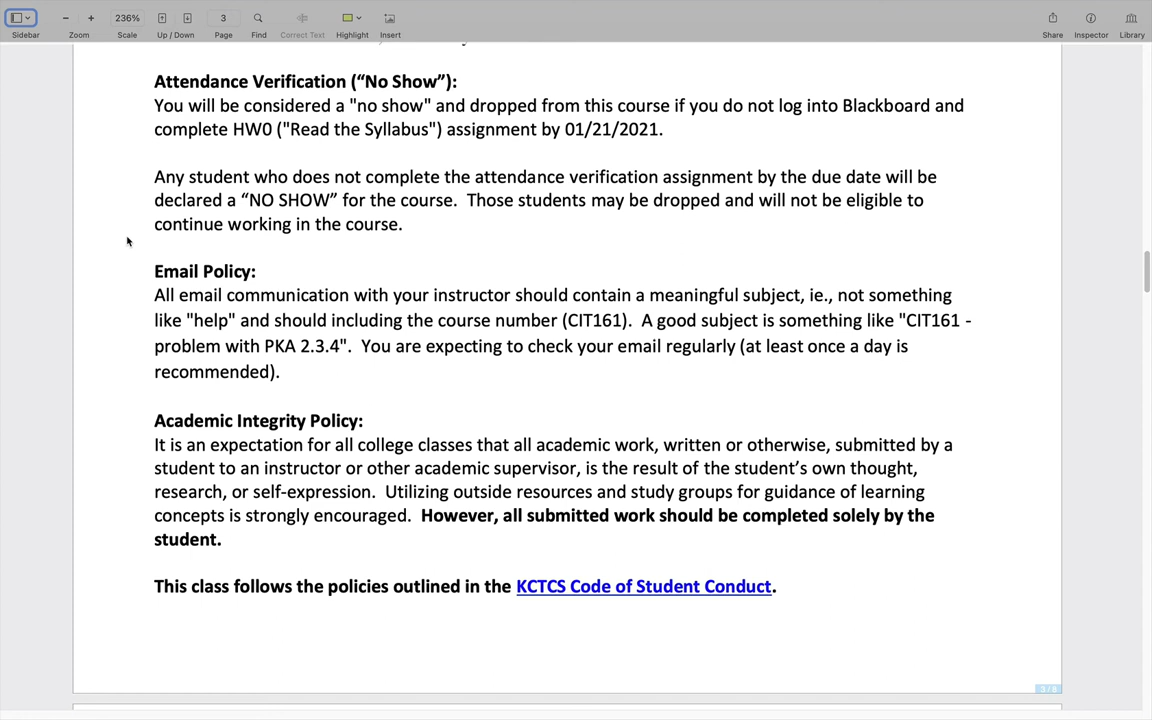 236%
3
Sidebar
Zoom
Scale
Up / Down
Page
Find
Correct Text
Highlight
Insert
Share
Inspector
Library
Attendance Verification (“No Show”):
You will be considered a "no show" and dropped from this course if you do not log into Blackboard and
complete HW0 ("Read the Syllabus") assignment by 01/21/2021.
Any student who does not complete the attendance verification assignment by the due date will be
declared a “NO SHOW” for the course.  Those students may be dropped and will not be eligible to
continue working in the course.
Email Policy:
All email communication with your instructor should contain a meaningful subject, ie., not something
like "help" and should including the course number (CIT161).  A good subject is something like "CIT161 -
problem with PKA 2.3.4".  You are expecting to check your email regularly (at least once a day is
recommended).
Academic Integrity Policy:
It is an expectation for all college classes that all academic work, written or otherwise, submitted by a
student to an instructor or other academic supervisor, is the result of the student’s own thought,
research, or self-expression.  Utilizing outside resources and study groups for guidance of learning
concepts is strongly encouraged.  However, all submitted work should be completed solely by the
student.
This class follows the policies outlined in the KCTCS Code of Student Conduct.